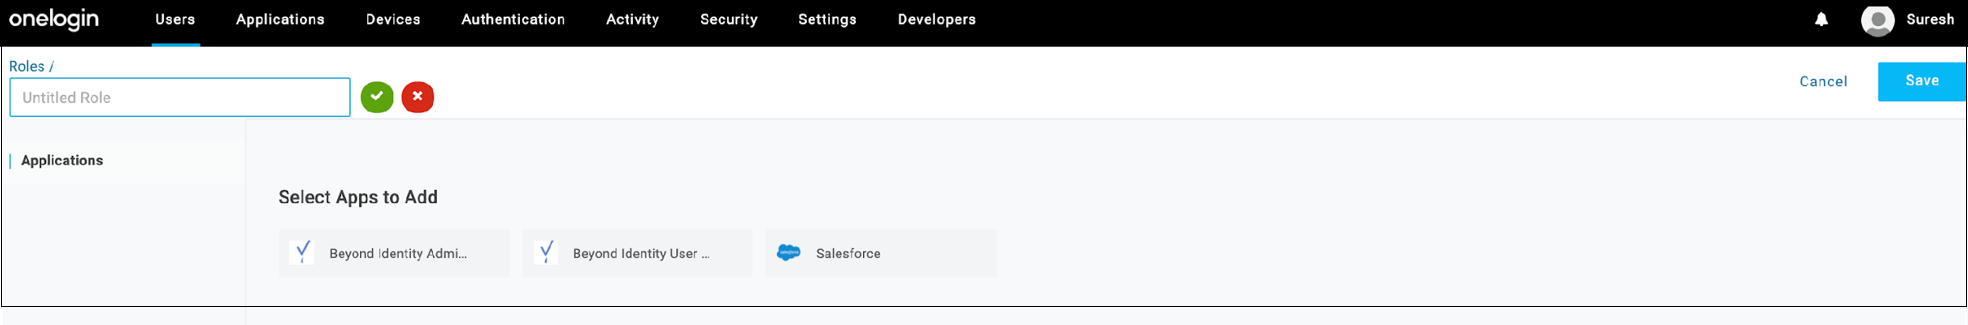 onelogin Users Applications Devices Authentication Activity Security Settings Developers Suresh
Roles /
Untitled Role
Cancel Save
Applications
Select Apps to Add
Beyond Identity Admi... Beyond Identity User ... Salesforce